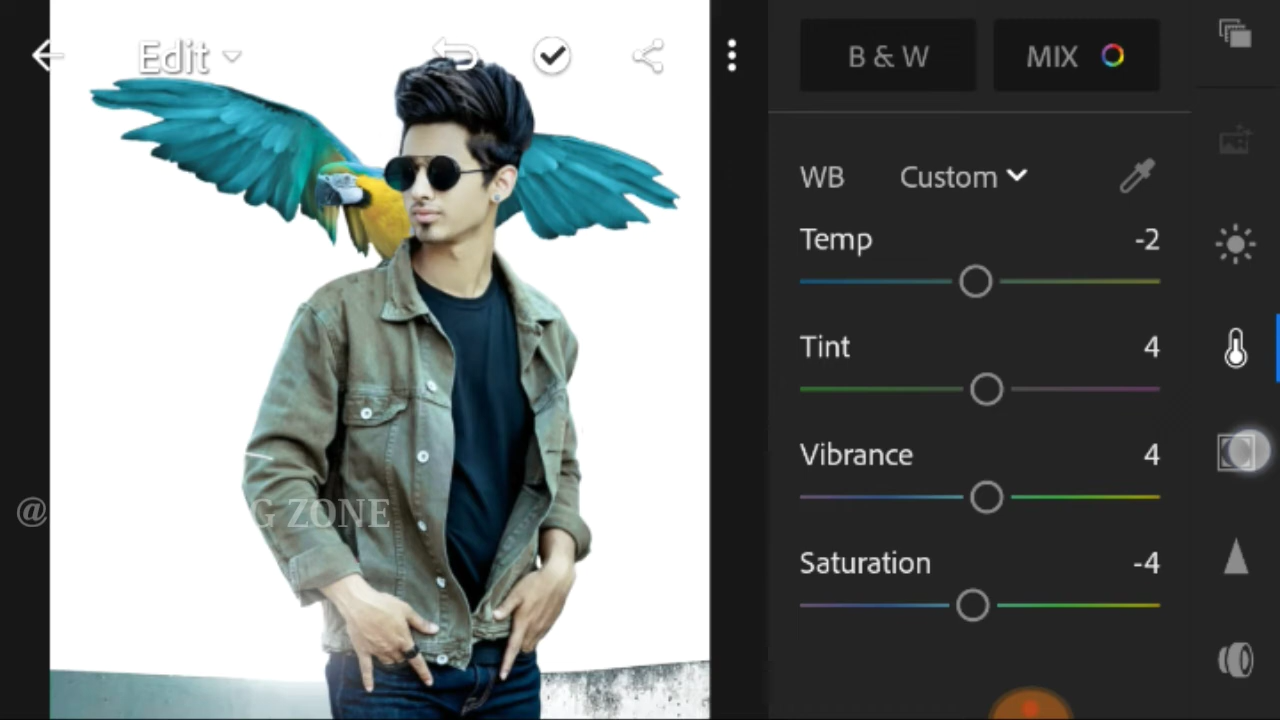 Edit
B & W
MIX
WB
Custom
Temp
-2
Tint
4
Vibrance
4
Saturation
-4
@
G ZONE